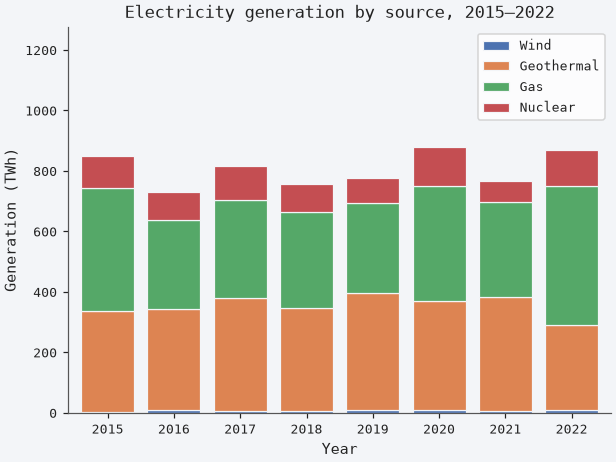 Electricity generation by source, 2015–2022
Wind
Geothermal
Gas
Nuclear
Generation (TWh)
1200
1000
800
600
400
200
0
2015 2016 2017 2018 2019 2020 2021 2022
Year